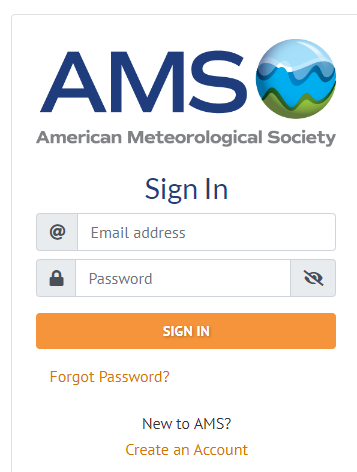 AMS
American Meteorological Society
Sign In
@ Email address
Password
SIGN IN
Forgot Password?
New to AMS?
Create an Account